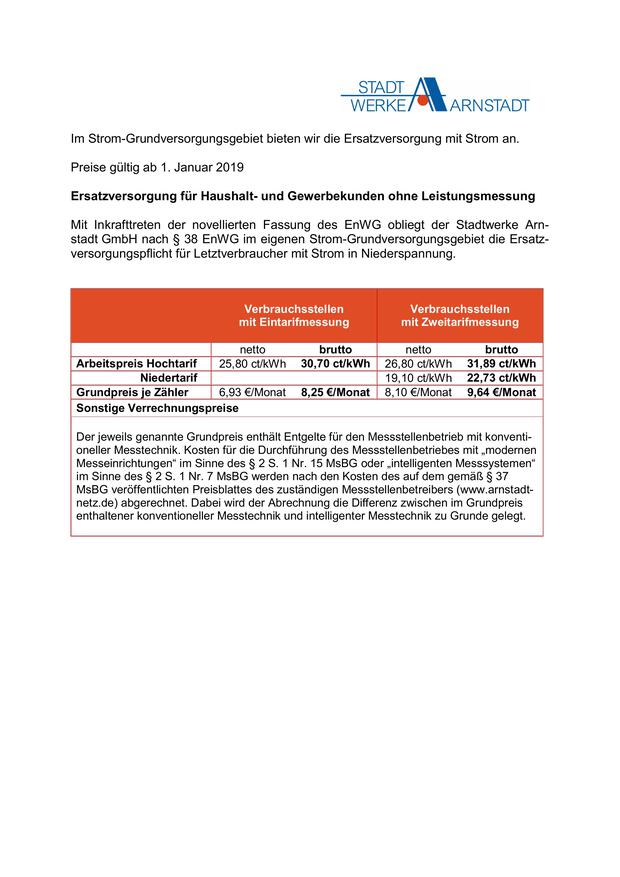 STADT
WERKE ARNSTADT
Im Strom-Grundversorgungsgebiet bieten wir die Ersatzversorgung mit Strom an.
Preise gültig ab 1. Januar 2019
Ersatzversorgung für Haushalt- und Gewerbekunden ohne Leistungsmessung
Mit Inkrafttreten der novellierten Fassung des EnWG obliegt der Stadtwerke Arn-
stadt GmbH nach § 38 EnWG im eigenen Strom-Grundversorgungsgebiet die Ersatz-
versorgungspflicht für Letztverbraucher mit Strom in Niederspannung.
Verbrauchsstellen Verbrauchsstellen
mit Eintarifmessung mit Zweitarifmessung
netto brutto netto brutto
Arbeitspreis Hochtarif 25,80 ct/kWh 30,70 ct/kWh 26,80 ct/kWh 31,89 ct/kWh
Niedertarif 19,10 ct/kWh 22,73 ct/kWh
Grundpreis je Zähler 6,93 €/Monat 8,25 €/Monat 8,10 €/Monat 9,64 €/Monat
Sonstige Verrechnungspreise
Der jeweils genannte Grundpreis enthält Entgelte für den Messstellenbetrieb mit konventi-
oneller Messtechnik. Kosten für die Durchführung des Messstellenbetriebes mit „modernen
Messeinrichtungen“ im Sinne des § 2 S. 1 Nr. 15 MsBG oder „intelligenten Messsystemen“
im Sinne des § 2 S. 1 Nr. 7 MsBG werden nach den Kosten des auf dem gemäß § 37
MsBG veröffentlichten Preisblattes des zuständigen Messstellenbetreibers (www.arnstadt-
netz.de) abgerechnet. Dabei wird der Abrechnung die Differenz zwischen im Grundpreis
enthaltener konventioneller Messtechnik und intelligenter Messtechnik zu Grunde gelegt.